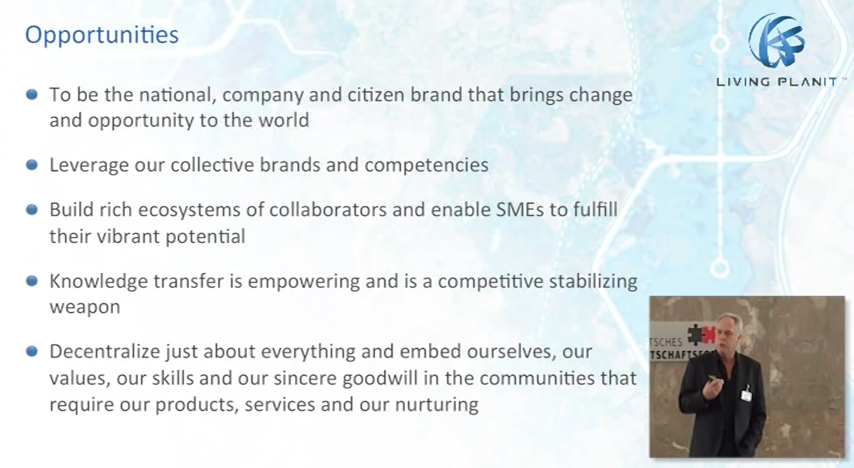 Opportunities
LIVING PLANIT™
To be the national, company and citizen brand that brings change
and opportunity to the world
Leverage our collective brands and competencies
Build rich ecosystems of collaborators and enable SMEs to fulfill
their vibrant potential
Knowledge transfer is empowering and is a competitive stabilizing
weapon
Decentralize just about everything and embed ourselves, our
values, our skills and our sincere goodwill in the communities that
require our products, services and our nurturing